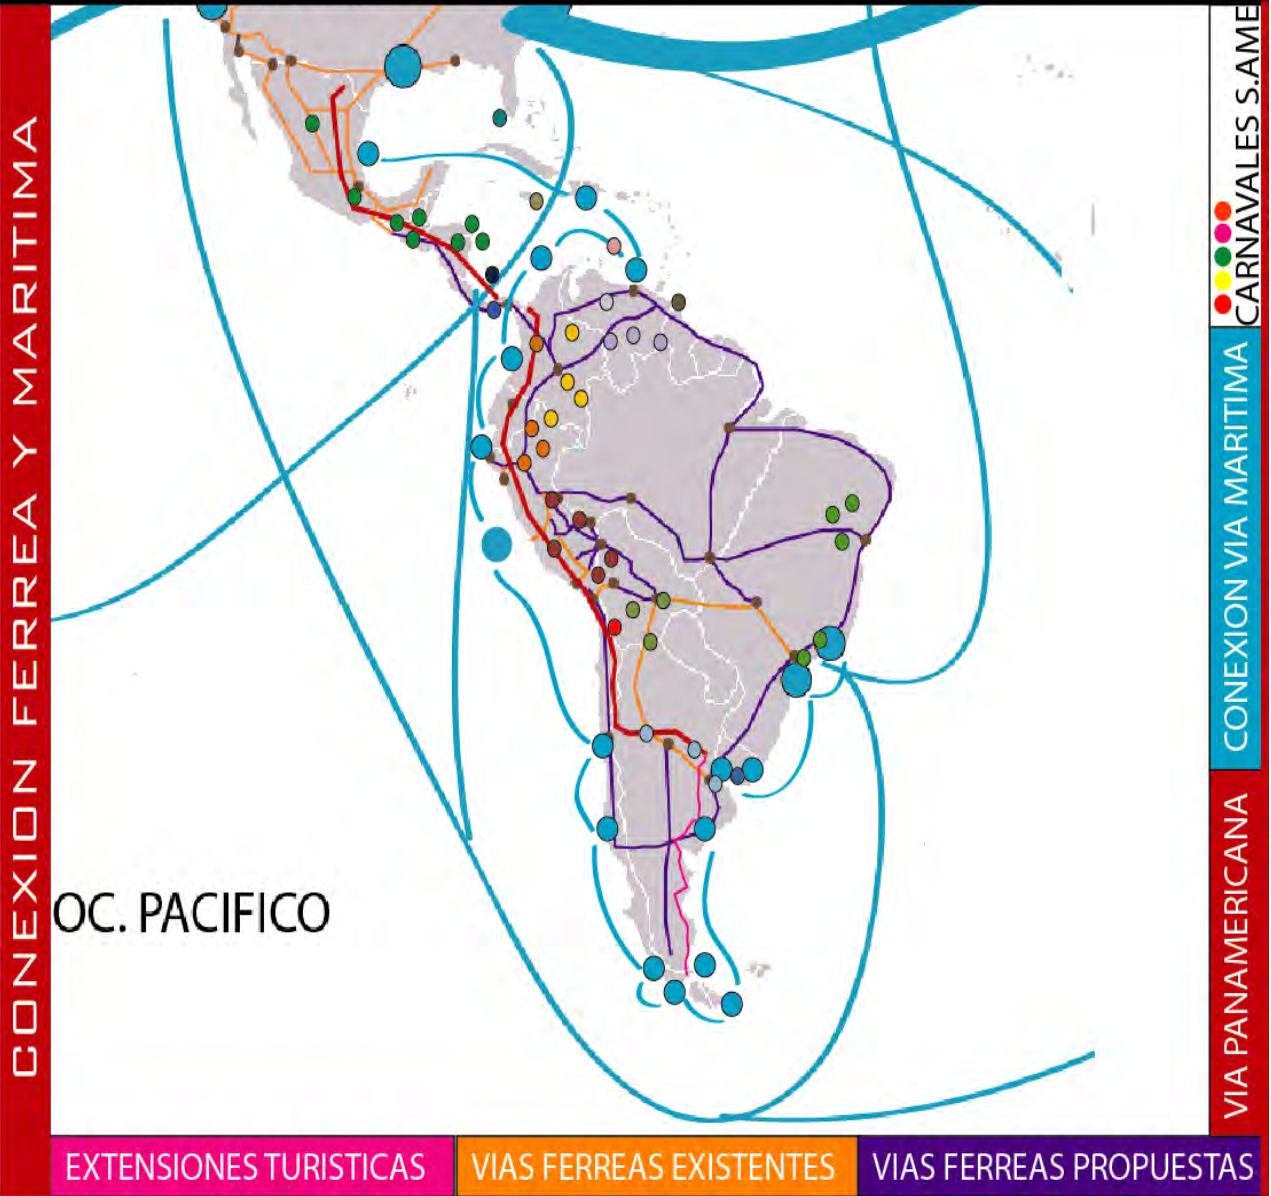 CONEXION FERREA Y MARITIMA
CARNAVALES S.AME
CONEXION VIA MARITIMA
VIA PANAMERICANA
OC. PACIFICO
EXTENSIONES TURISTICAS
VIAS FERREAS EXISTENTES
VIAS FERREAS PROPUESTAS